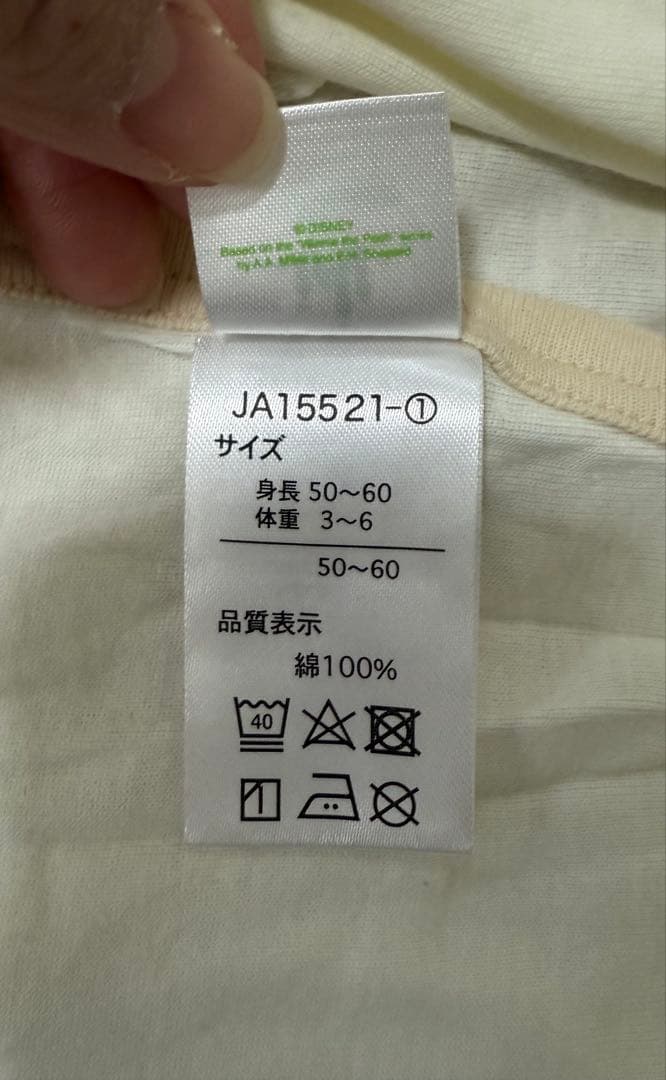 © DISNEY
Based on the "Winnie the Pooh" works
by A.A. Milne and E.H. Shepard
JA15521-①
サイズ
身長 50〜60
体重 3〜6
50〜60
品質表示
綿100%
40